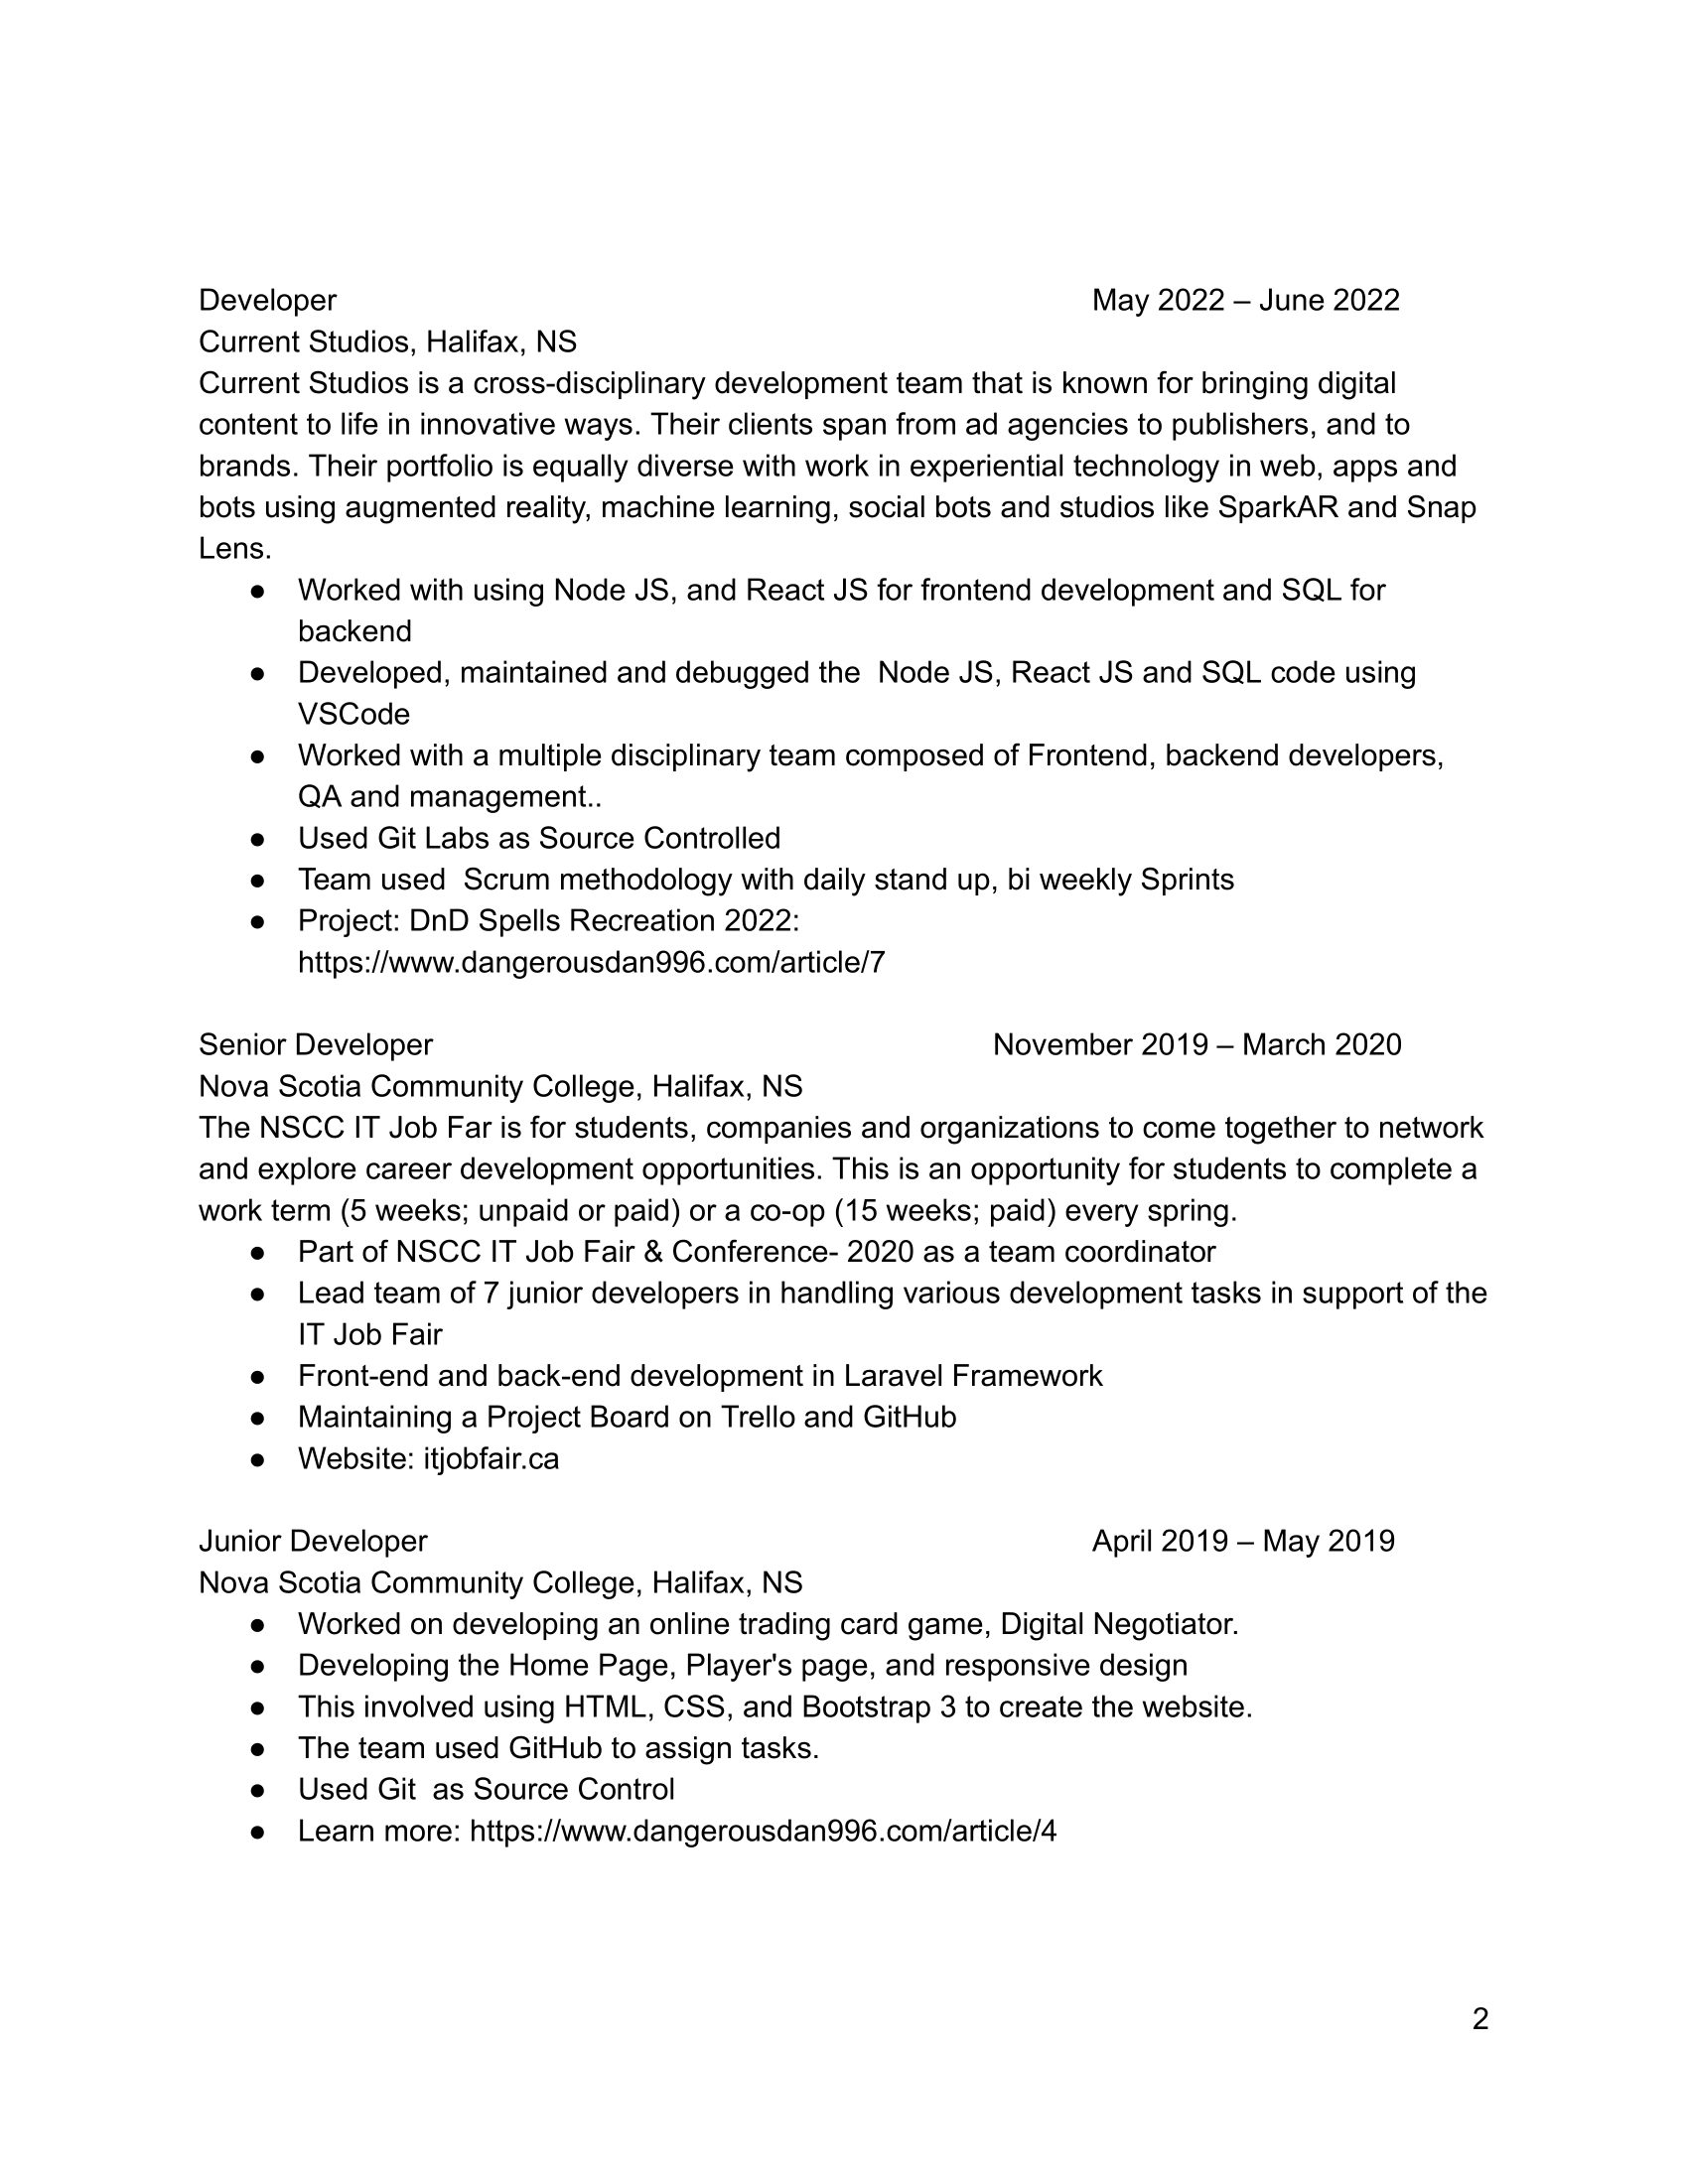 Developer May 2022 – June 2022
Current Studios, Halifax, NS
Current Studios is a cross-disciplinary development team that is known for bringing digital
content to life in innovative ways. Their clients span from ad agencies to publishers, and to
brands. Their portfolio is equally diverse with work in experiential technology in web, apps and
bots using augmented reality, machine learning, social bots and studios like SparkAR and Snap
Lens.
● Worked with using Node JS, and React JS for frontend development and SQL for
backend
● Developed, maintained and debugged the  Node JS, React JS and SQL code using
VSCode
● Worked with a multiple disciplinary team composed of Frontend, backend developers,
QA and management..
● Used Git Labs as Source Controlled
● Team used  Scrum methodology with daily stand up, bi weekly Sprints
● Project: DnD Spells Recreation 2022:
https://www.dangerousdan996.com/article/7
Senior Developer November 2019 – March 2020
Nova Scotia Community College, Halifax, NS
The NSCC IT Job Far is for students, companies and organizations to come together to network
and explore career development opportunities. This is an opportunity for students to complete a
work term (5 weeks; unpaid or paid) or a co-op (15 weeks; paid) every spring.
● Part of NSCC IT Job Fair & Conference- 2020 as a team coordinator
● Lead team of 7 junior developers in handling various development tasks in support of the
IT Job Fair
● Front-end and back-end development in Laravel Framework
● Maintaining a Project Board on Trello and GitHub
● Website: itjobfair.ca
Junior Developer April 2019 – May 2019
Nova Scotia Community College, Halifax, NS
● Worked on developing an online trading card game, Digital Negotiator.
● Developing the Home Page, Player's page, and responsive design
● This involved using HTML, CSS, and Bootstrap 3 to create the website.
● The team used GitHub to assign tasks.
● Used Git  as Source Control
● Learn more: https://www.dangerousdan996.com/article/4
2